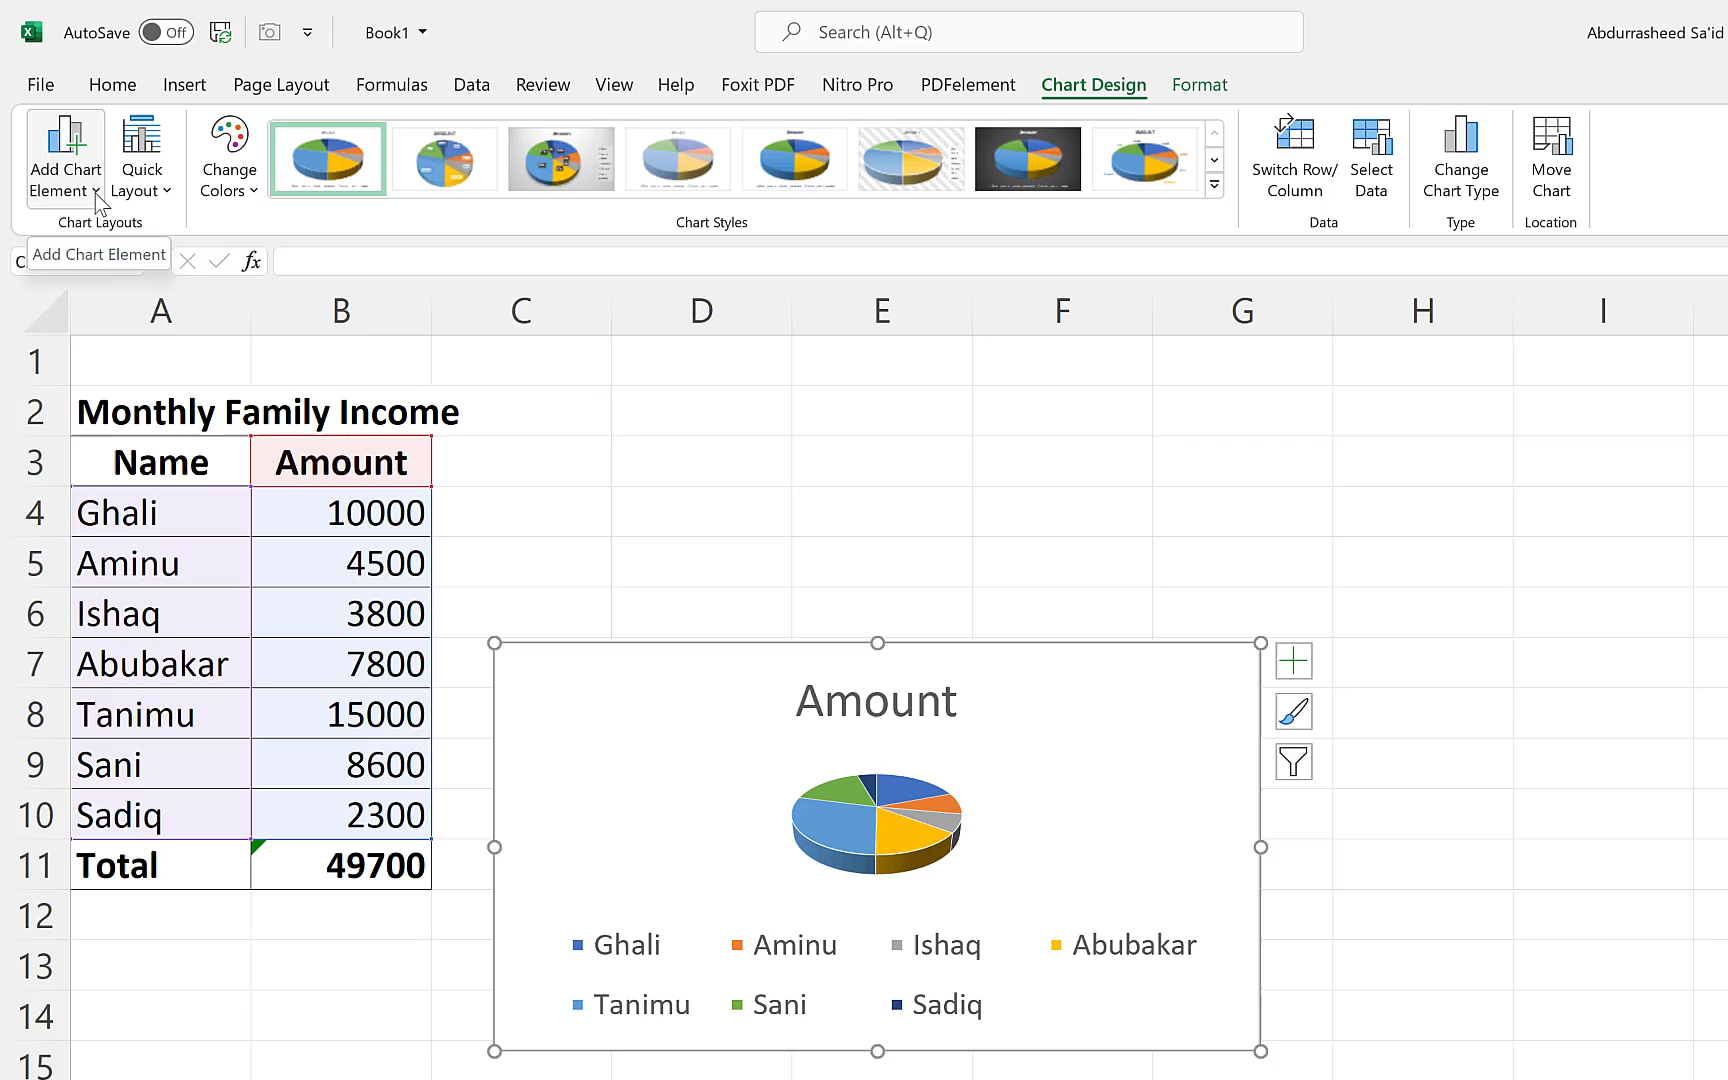 AutoSave Off Book1 Search (Alt+Q) Abdurrasheed Sa'id
File Home Insert Page Layout Formulas Data Review View Help Foxit PDF Nitro Pro PDFelement Chart Design Format
Add Chart Element
Quick Layout
Change Colors
Switch Row/ Column
Select Data
Change Chart Type
Move Chart
Chart Layouts Chart Styles Data Type Location
Add Chart Element
fx
A B C D E F G H I
1
2 Monthly Family Income
3 Name Amount
4 Ghali 10000
5 Aminu 4500
6 Ishaq 3800
7 Abubakar 7800
8 Tanimu 15000
9 Sani 8600
10 Sadiq 2300
11 Total 49700
12
13
14
15
Amount
Ghali Aminu Ishaq Abubakar
Tanimu Sani Sadiq